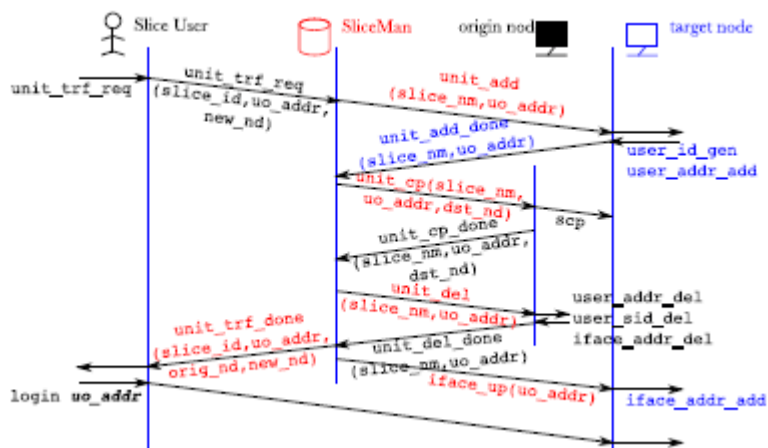 Slice User
SliceMan
origin node
target node
unit_trf_req
unit_trf_req
(slice_id,uo_addr,
new_nd)
unit_add
(slice_nm,uo_addr)
unit_add_done
(slice_nm,uo_addr)
user_id_gen
user_addr_add
unit_cp(slice_nm,
uo_addr,dst_nd)
scp
unit_cp_done
(slice_nm,uo_addr,
dst_nd)
unit_del
(slice_nm,uo_addr)
user_addr_del
user_sid_del
iface_addr_del
unit_trf_done
(slice_id,uo_addr,
orig_nd,new_nd)
unit_del_done
(slice_nm,uo_addr)
iface_up(uo_addr)
iface_addr_add
login uo_addr